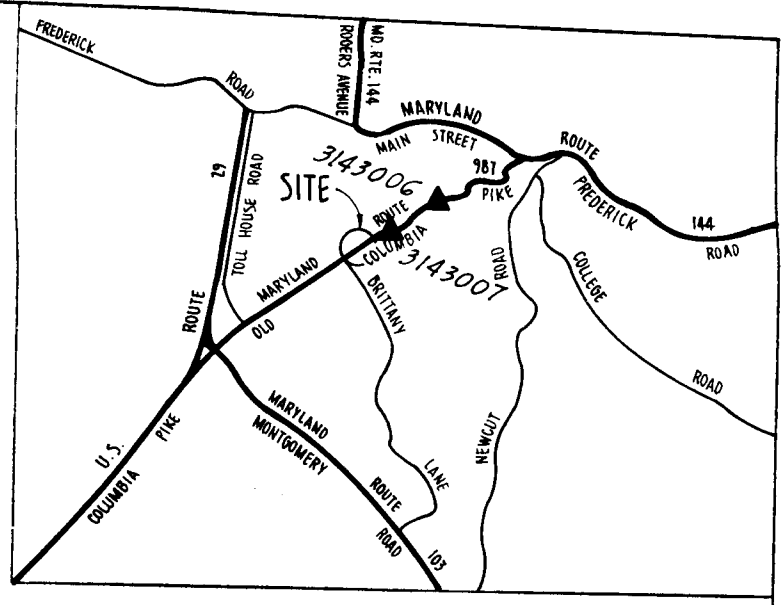 FREDERICK ROAD
MD. RTE. 144
ROGERS AVENUE
MARYLAND ROUTE 144
MAIN STREET
FREDERICK ROAD
3143006
SITE
987
PIKE
ROUTE
COLUMBIA
3143007
29
TOLL HOUSE ROAD
MARYLAND
OLD
ROUTE
BRITTANY LANE
ROAD
NEWCUT
COLLEGE ROAD
U.S.
COLUMBIA PIKE
MARYLAND ROUTE 103
MONTGOMERY ROAD